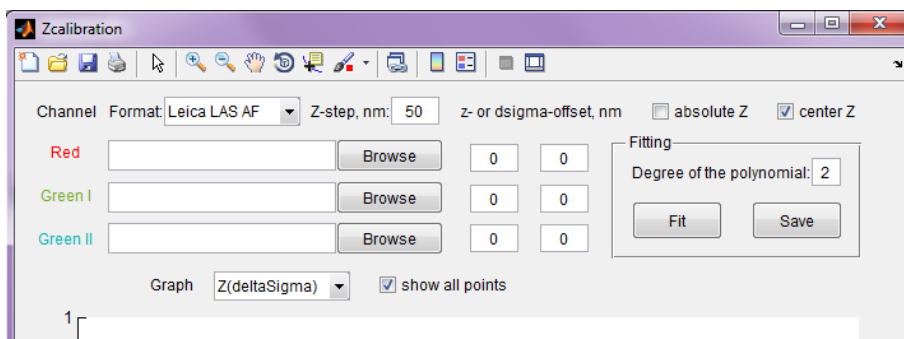 Zcalibration
Channel Format: Leica LAS AF Z-step, nm: 50 z- or dsigma-offset, nm absolute Z center Z
Red Browse 0 0 Fitting
Degree of the polynomial: 2
Green I Browse 0 0
Fit Save
Green II Browse 0 0
Graph Z(deltaSigma) show all points
1